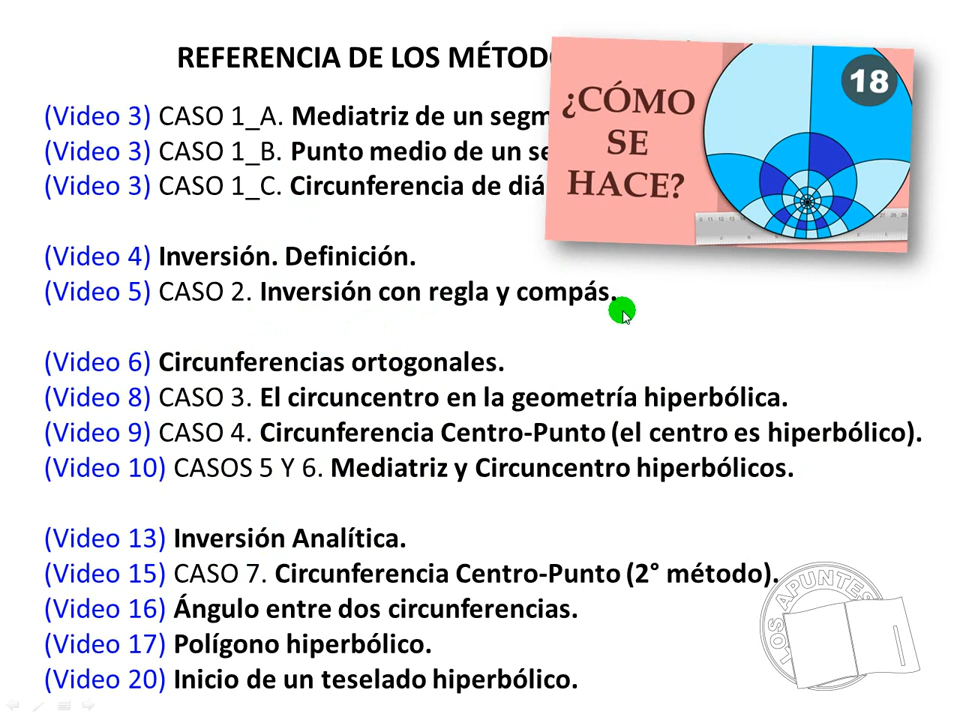 REFERENCIA DE LOS MÉTOD
(Video 3) CASO 1_A. Mediatriz de un segm
(Video 3) CASO 1_B. Punto medio de un se
(Video 3) CASO 1_C. Circunferencia de diá
¿CÓMO
SE
HACE?
18
(Video 4) Inversión. Definición.
(Video 5) CASO 2. Inversión con regla y compás.
(Video 6) Circunferencias ortogonales.
(Video 8) CASO 3. El circuncentro en la geometría hiperbólica.
(Video 9) CASO 4. Circunferencia Centro-Punto (el centro es hiperbólico).
(Video 10) CASOS 5 Y 6. Mediatriz y Circuncentro hiperbólicos.
(Video 13) Inversión Analítica.
(Video 15) CASO 7. Circunferencia Centro-Punto (2° método).
(Video 16) Ángulo entre dos circunferencias.
(Video 17) Polígono hiperbólico.
(Video 20) Inicio de un teselado hiperbólico.
LOS APUNTES